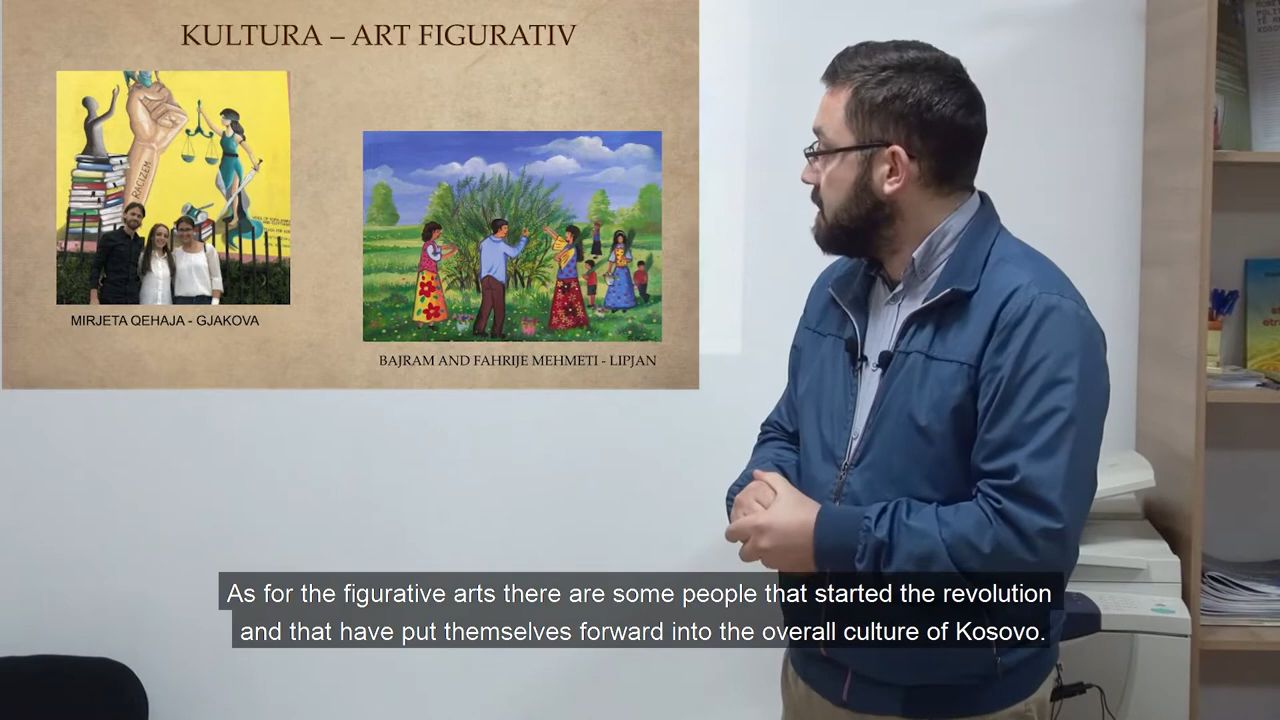 KULTURA – ART FIGURATIV
RACIZEM
MIRJETA QEHAJA - GJAKOVA
BAJRAM AND FAHRIJE MEHMETI - LIPJAN
As for the figurative arts there are some people that started the revolution
and that have put themselves forward into the overall culture of Kosovo.